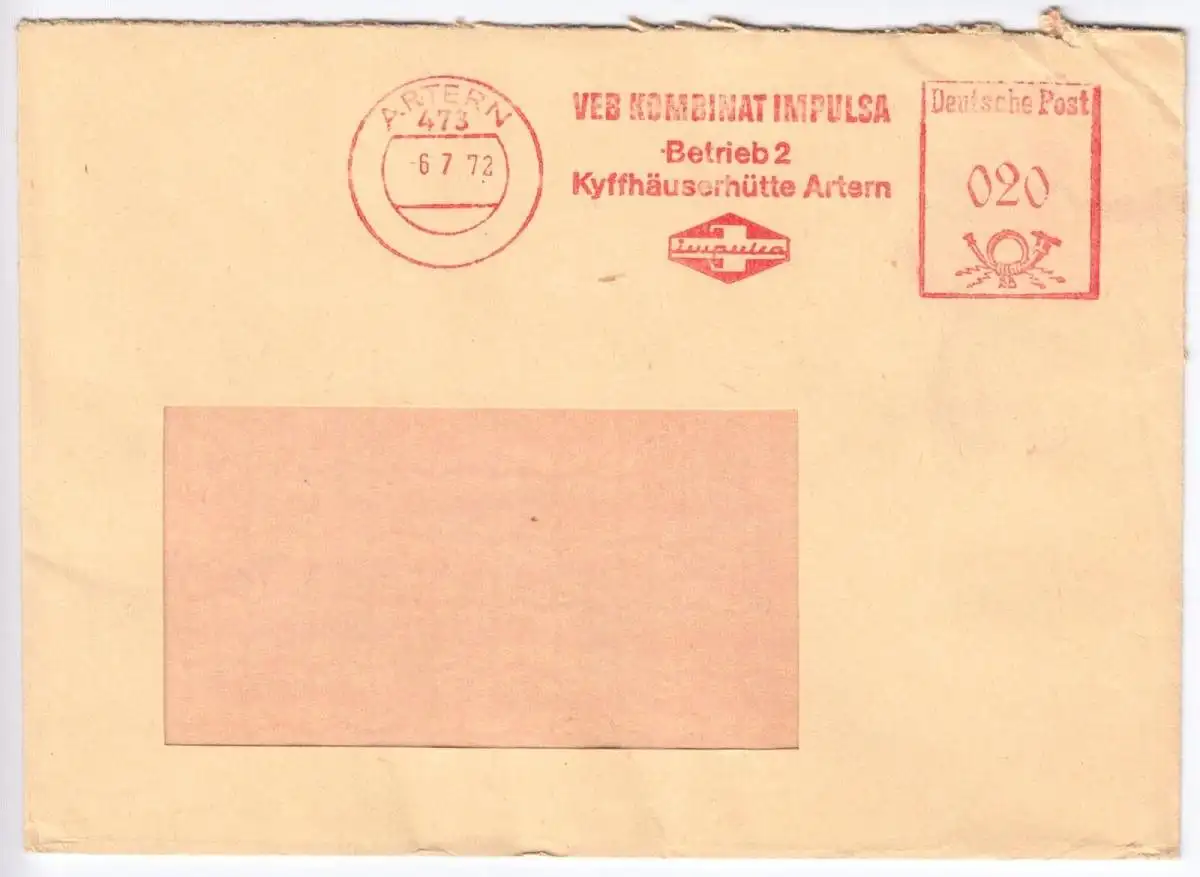 ARTERN
473
-6 7 72
VEB KOMBINAT IMPULSA
Betrieb 2
Kyffhäuserhütte Artern
impulsa
Deutsche Post
020